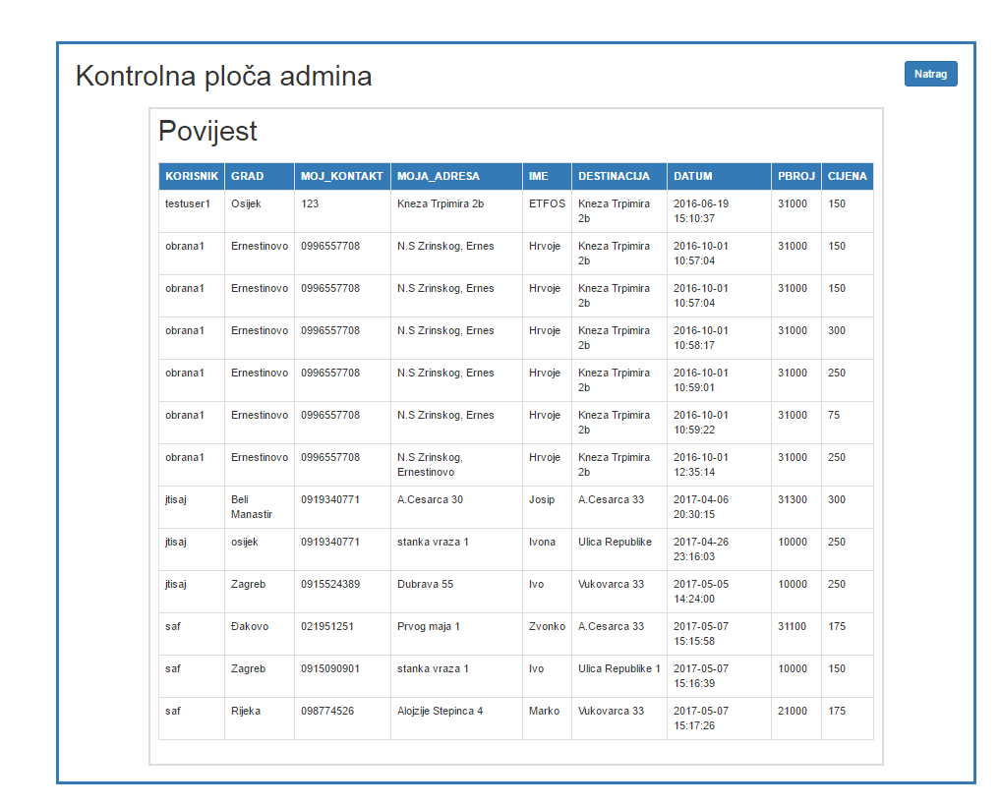 Kontrolna ploča admina
Natrag
Povijest
KORISNIK GRAD MOJ_KONTAKT MOJA_ADRESA IME DESTINACIJA DATUM PBROJ CIJENA
testuser1 Osijek 123 Kneza Trpimira 2b ETFOS Kneza Trpimira 2016-06-19 31000 150
2b 15:10:37
obrana1 Ernestinovo 0996557708 N.S Zrinskog, Ernes Hrvoje Kneza Trpimira 2016-10-01 31000 150
2b 10:57:04
obrana1 Ernestinovo 0996557708 N.S Zrinskog, Ernes Hrvoje Kneza Trpimira 2016-10-01 31000 150
2b 10:57:04
obrana1 Ernestinovo 0996557708 N.S Zrinskog, Ernes Hrvoje Kneza Trpimira 2016-10-01 31000 300
2b 10:58:17
obrana1 Ernestinovo 0996557708 N.S Zrinskog, Ernes Hrvoje Kneza Trpimira 2016-10-01 31000 250
2b 10:59:01
obrana1 Ernestinovo 0996557708 N.S Zrinskog, Ernes Hrvoje Kneza Trpimira 2016-10-01 31000 75
2b 10:59:22
obrana1 Ernestinovo 0996557708 N.S Zrinskog, Hrvoje Kneza Trpimira 2016-10-01 31000 250
Ernestinovo 2b 12:35:14
jtisaj Beli 0919340771 A.Cesarca 30 Josip A.Cesarca 33 2017-04-06 31300 300
Manastir 20:30:15
jtisaj osijek 0919340771 stanka vraza 1 Ivona Ulica Republike 2017-04-26 10000 250
23:16:03
jtisaj Zagreb 0915524389 Dubrava 55 Ivo Vukovarca 33 2017-05-05 10000 250
14:24:00
saf Đakovo 021951251 Prvog maja 1 Zvonko A.Cesarca 33 2017-05-07 31100 175
15:15:58
saf Zagreb 0915090901 stanka vraza 1 Ivo Ulica Republike 1 2017-05-07 10000 150
15:16:39
saf Rijeka 098774526 Alojzije Stepinca 4 Marko Vukovarca 33 2017-05-07 21000 175
15:17:26